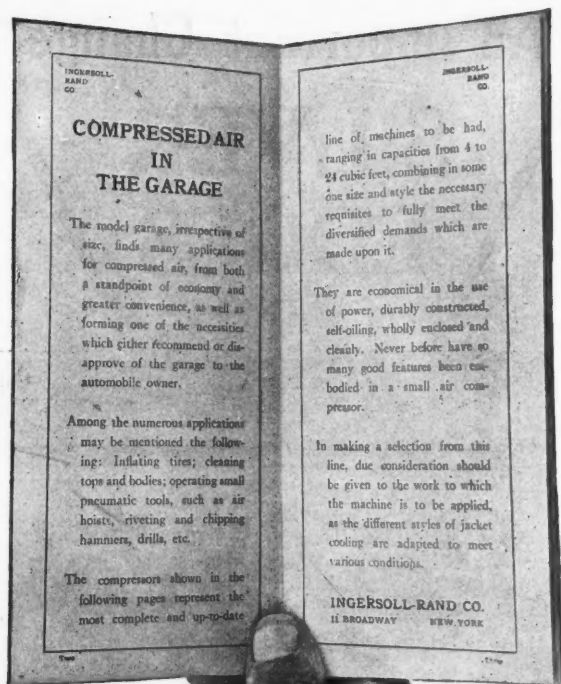 INGERSOLL-
RAND
CO
COMPRESSED AIR
IN
THE GARAGE
The model garage, irrespective of
size, finds many applications
for compressed air, from both
a standpoint of economy and
greater convenience, as well as
forming one of the necessities
which either recommend or dis-
approve of the garage to the
automobile owner.
Among the numerous applications
may be mentioned the follow-
ing: Inflating tires; cleaning
tops and bodies; operating small
pneumatic tools, such as air
hoists, riveting and chipping
hammers, drills, etc.
The compressors shown in the
following pages represent the
most complete and up-to-date
Two
INGERSOLL-
RAND
CO.
line of machines to be had,
ranging in capacities from 4 to
24 cubic feet, combining in some
one size and style the necessary
requisites to fully meet the
diversified demands which are
made upon it.
They are economical in the use
of power, durably constructed,
self-oiling, wholly enclosed and
cleanly. Never before have so
many good features been em-
bodied in a small air com-
pressor.
In making a selection from this
line, due consideration should
be given to the work to which
the machine is to be applied,
as the different styles of jacket
cooling are adapted to meet
various conditions.
INGERSOLL-RAND CO.
11 BROADWAY NEW YORK
Three